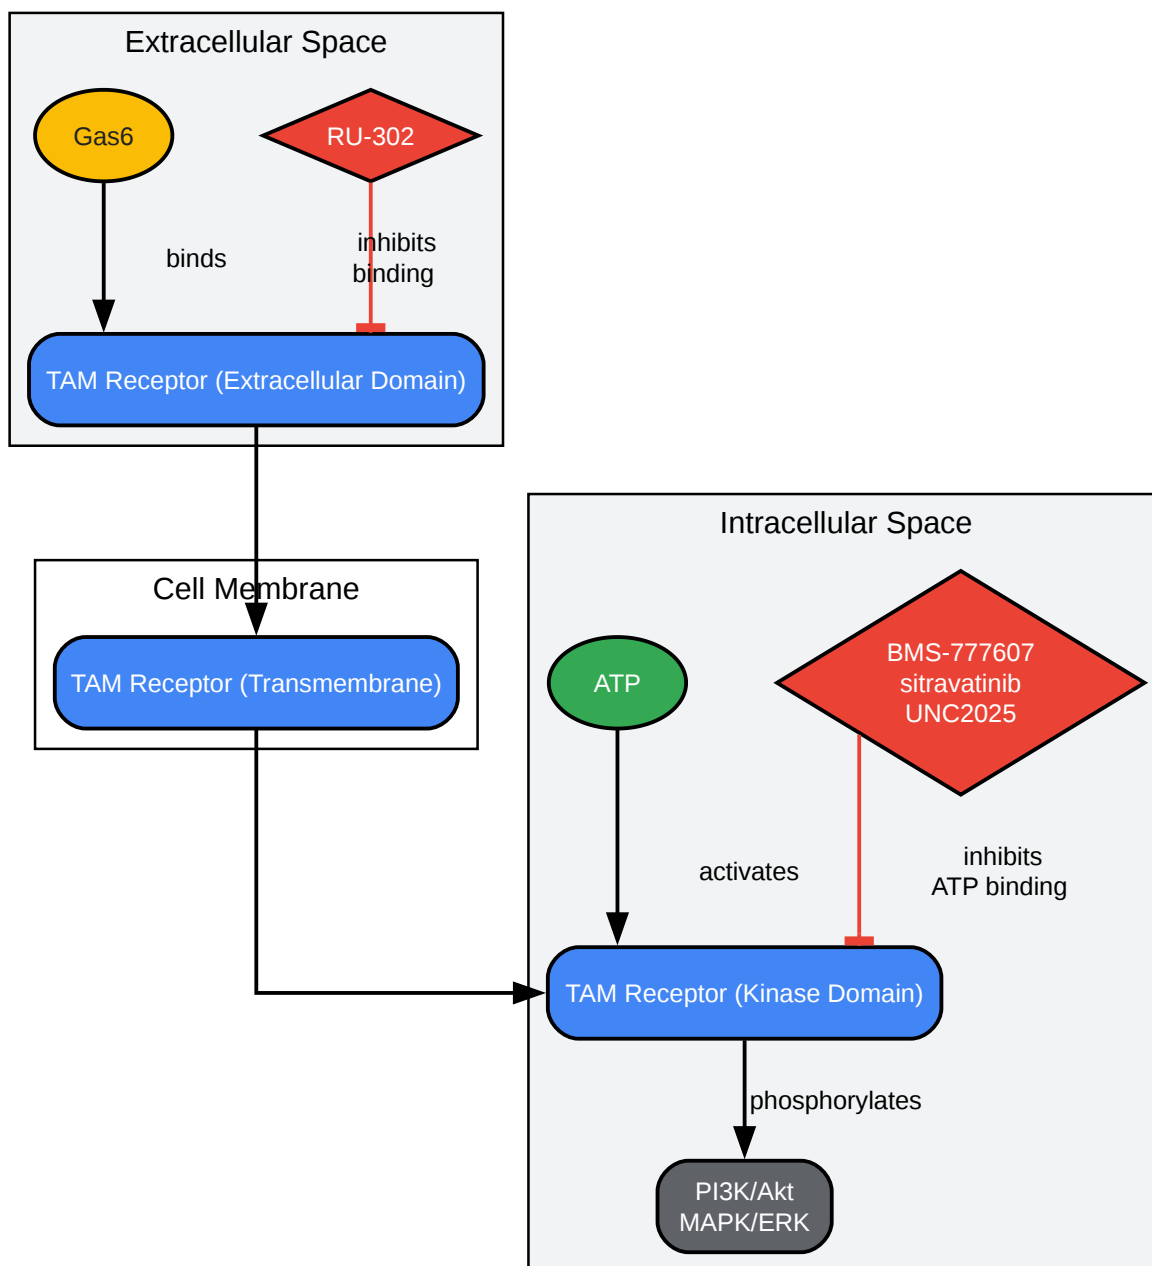 Extracellular Space
Gas6
RU-302
binds
inhibits
binding
TAM Receptor (Extracellular Domain)
Cell Membrane
TAM Receptor (Transmembrane)
Intracellular Space
ATP
BMS-777607
sitravatinib
UNC2025
activates
inhibits
ATP binding
TAM Receptor (Kinase Domain)
phosphorylates
PI3K/Akt
MAPK/ERK